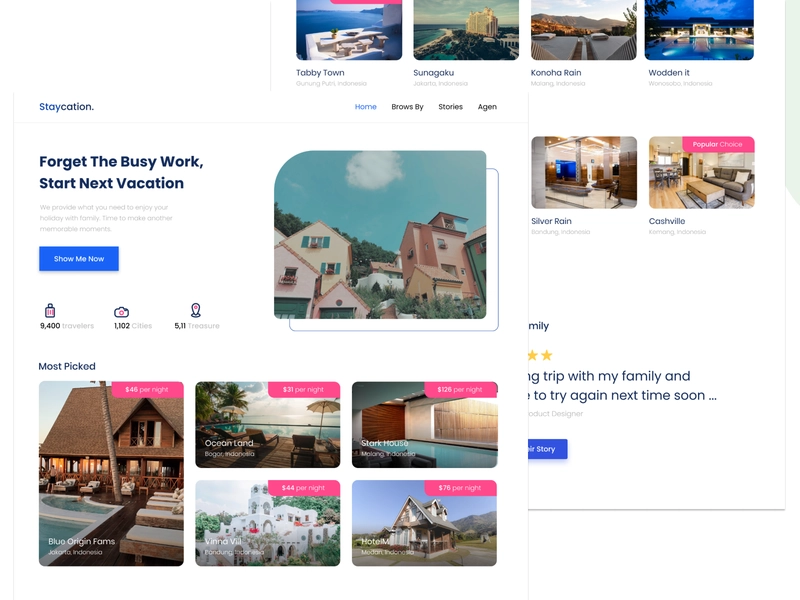 Tabby Town
Gunung Putri, Indonesia
Sunagaku
Jakarta, Indonesia
Konoha Rain
Malang, Indonesia
Wodden it
Wonosobo, Indonesia
Staycation.
Home
Brows By
Stories
Agen
Forget The Busy Work,
Start Next Vacation
We provide what you need to enjoy your
holiday with family. Time to make another
memorable moments.
Show Me Now
9,400 travelers
1,102 Cities
5,11 Treasure
Popular Choice
Silver Rain
Bandung, Indonesia
Cashville
Kemang, Indonesia
Most Picked
$46 per night
Blue Origin Fams
Jakarta, Indonesia
$31 per night
Ocean Land
Bogor, Indonesia
$126 per night
Stark House
Malang, Indonesia
$44 per night
Vinna Vill
Bandung, Indonesia
$76 per night
HotelM
Medan, Indonesia
mily
ng trip with my family and
e to try again next time soon ...
oduct Designer
eir Story